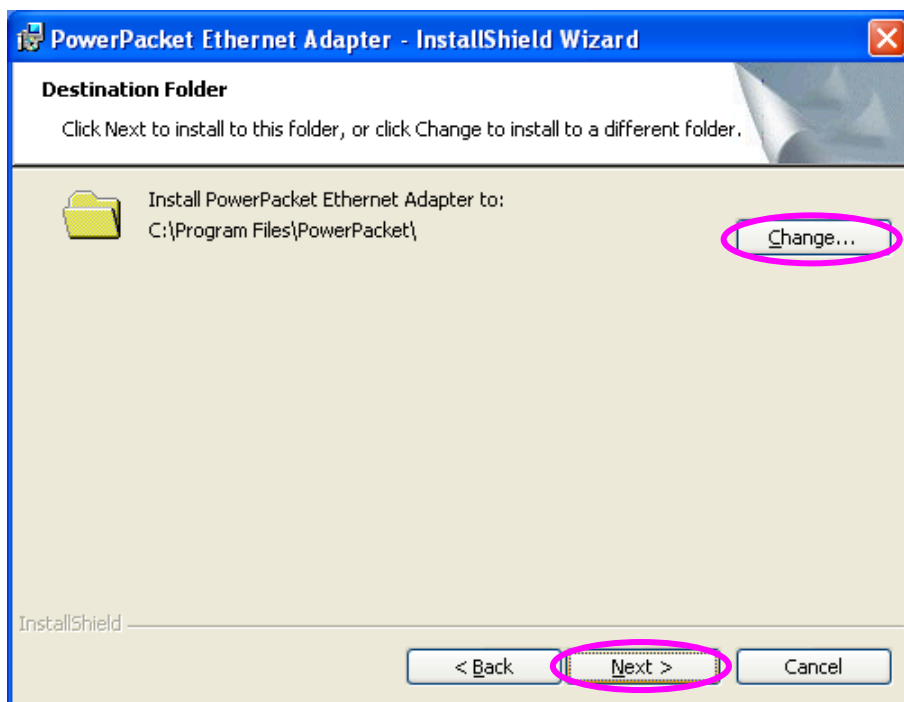 PowerPacket Ethernet Adapter - InstallShield Wizard
Destination Folder
Click Next to install to this folder, or click Change to install to a different folder.
Install PowerPacket Ethernet Adapter to:
C:\Program Files\PowerPacket\
Change...
InstallShield
< Back
Next >
Cancel